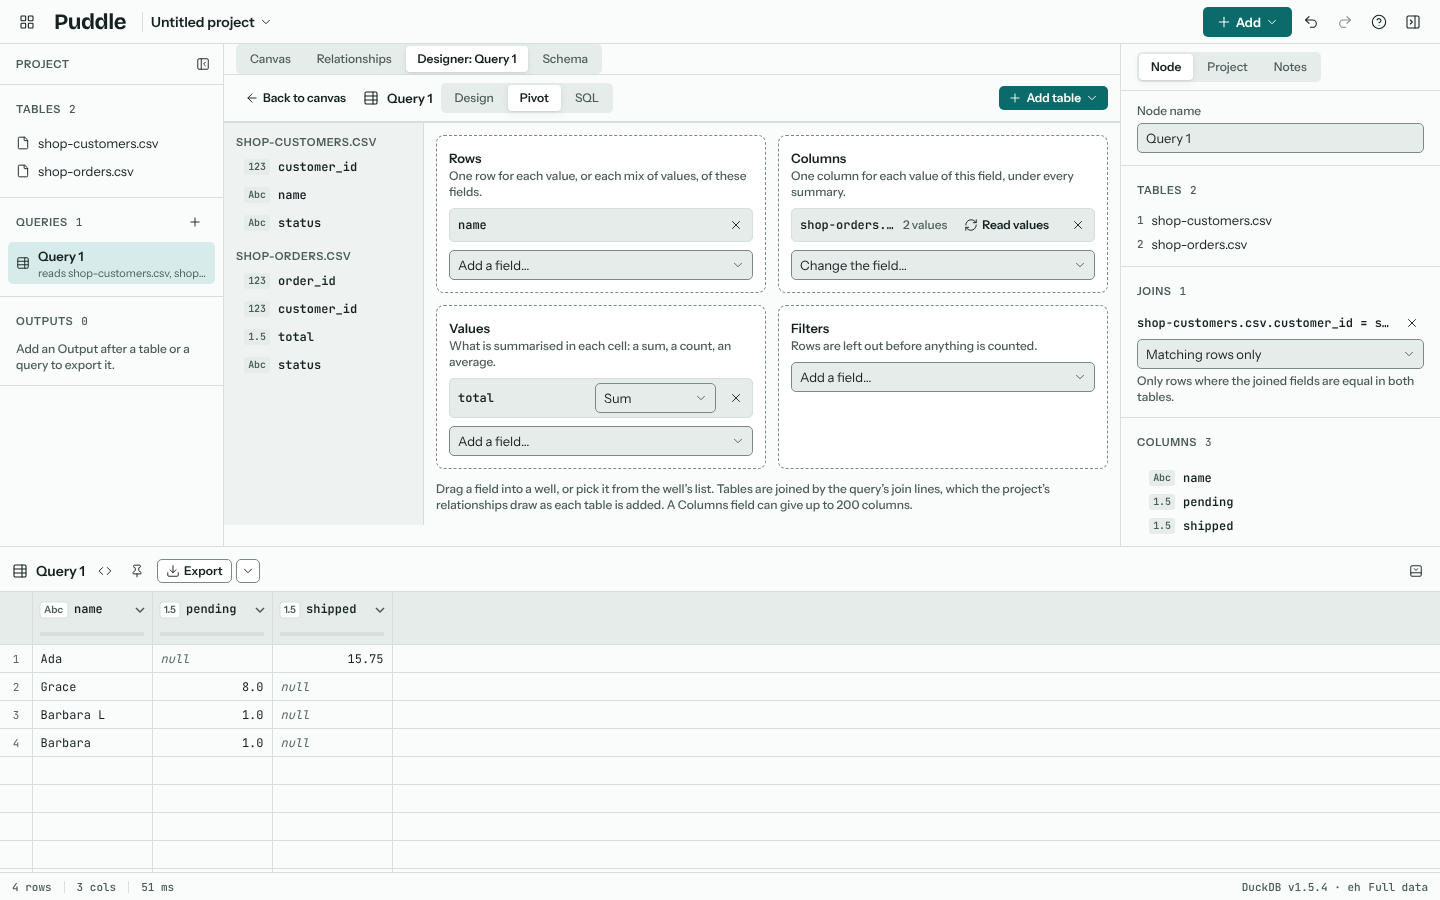 Puddle
Untitled project
Add
PROJECT
TABLES 2
shop-customers.csv
shop-orders.csv
QUERIES 1
Query 1
reads shop-customers.csv, shop...
OUTPUTS 0
Add an Output after a table or a
query to export it.
Canvas
Relationships
Designer: Query 1
Schema
Back to canvas
Query 1
Design
Pivot
SQL
Add table
SHOP-CUSTOMERS.CSV
123 customer_id
Abc name
Abc status
SHOP-ORDERS.CSV
123 order_id
123 customer_id
1.5 total
Abc status
Rows
One row for each value, or each mix of values, of these
fields.
name
Add a field...
Columns
One column for each value of this field, under every
summary.
shop-orders.… 2 values Read values
Change the field...
Values
What is summarised in each cell: a sum, a count, an
average.
total Sum
Add a field...
Filters
Rows are left out before anything is counted.
Add a field...
Drag a field into a well, or pick it from the well's list. Tables are joined by the query's join lines, which the project's
relationships draw as each table is added. A Columns field can give up to 200 columns.
Node
Project
Notes
Node name
Query 1
TABLES 2
1 shop-customers.csv
2 shop-orders.csv
JOINS 1
shop-customers.csv.customer_id = s…
Matching rows only
Only rows where the joined fields are equal in both
tables.
COLUMNS 3
Abc name
1.5 pending
1.5 shipped
Query 1
Export
Abc name 1.5 pending 1.5 shipped
1 Ada null 15.75
2 Grace 8.0 null
3 Barbara L 1.0 null
4 Barbara 1.0 null
4 rows 3 cols 51 ms
DuckDB v1.5.4 · eh Full data